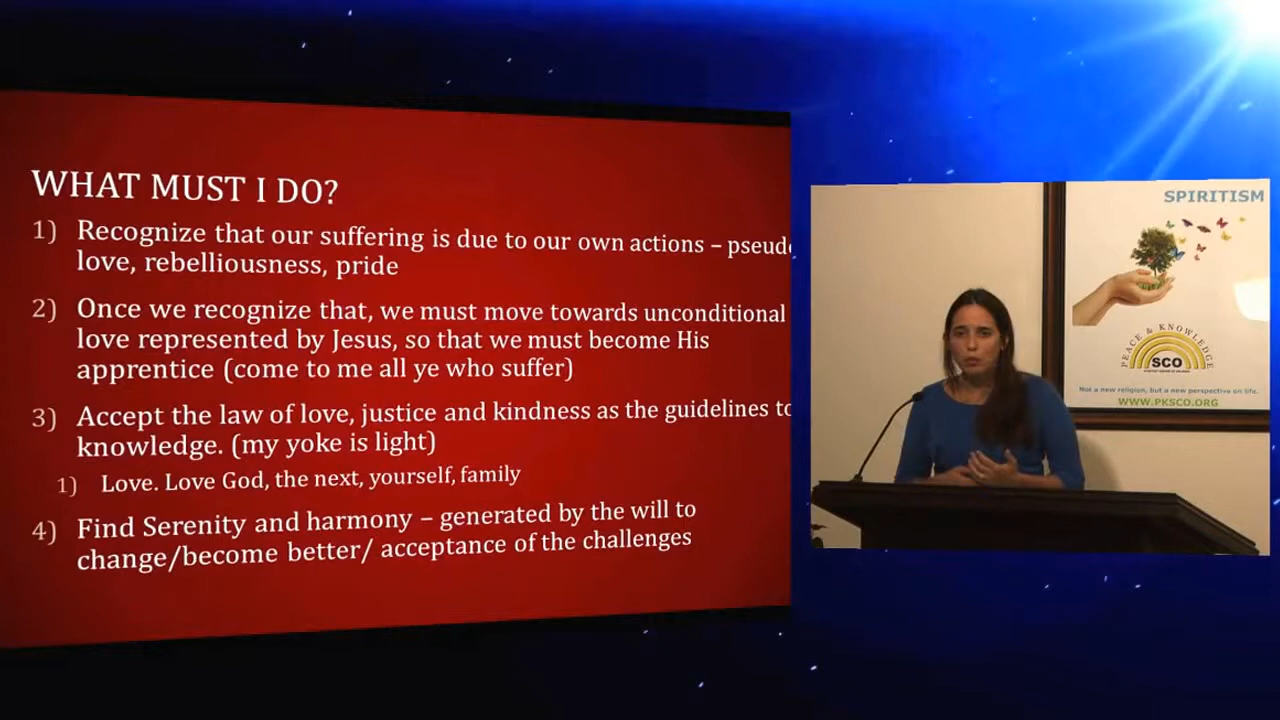 WHAT MUST I DO?
1) Recognize that our suffering is due to our own actions – pseudo
love, rebelliousness, pride
2) Once we recognize that, we must move towards unconditional
love represented by Jesus, so that we must become His
apprentice (come to me all ye who suffer)
3) Accept the law of love, justice and kindness as the guidelines to
knowledge. (my yoke is light)
1) Love. Love God, the next, yourself, family
4) Find Serenity and harmony – generated by the will to
change/become better/ acceptance of the challenges
SPIRITISM
PEACE & KNOWLEDGE
SCO
Not a new religion, but a new perspective on life.
WWW.PKSCO.ORG